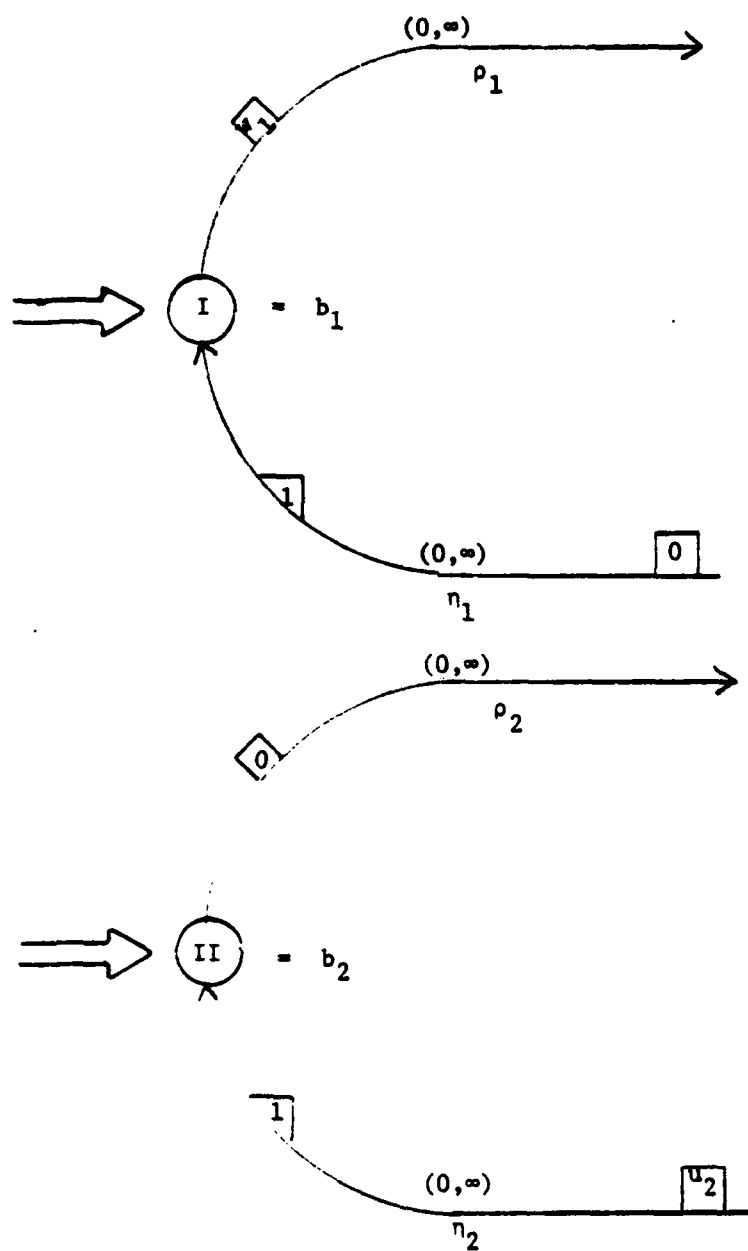 (0,∞)
ρ₁
I = b₁
1
(0,∞)
0
η₁
(0,∞)
ρ₂
0
II = b₂
1
(0,∞)
u₂
η₂